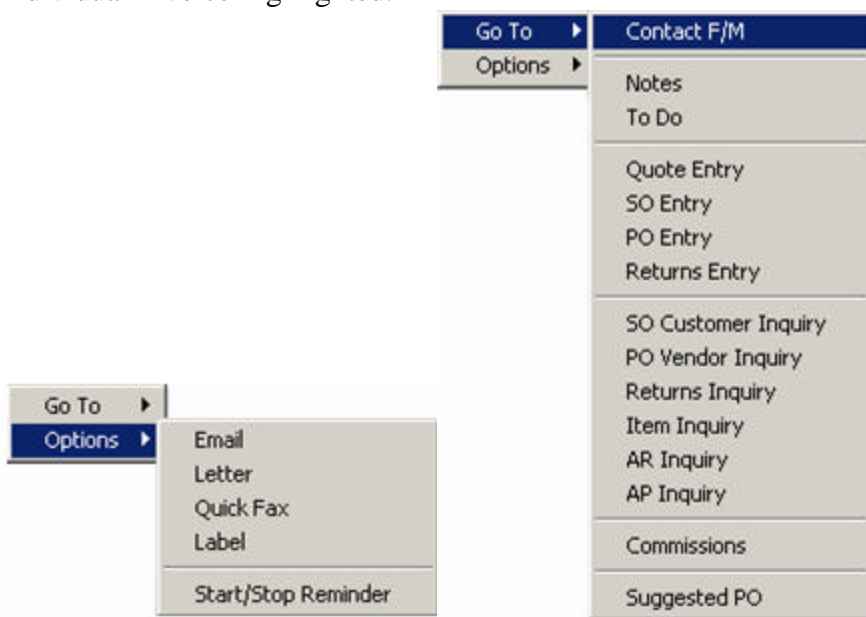 Go To
Options
Contact F/M
Notes
To Do
Quote Entry
SO Entry
PO Entry
Returns Entry
SO Customer Inquiry
PO Vendor Inquiry
Returns Inquiry
Item Inquiry
AR Inquiry
AP Inquiry
Commissions
Suggested PO
Go To
Options
Email
Letter
Quick Fax
Label
Start/Stop Reminder